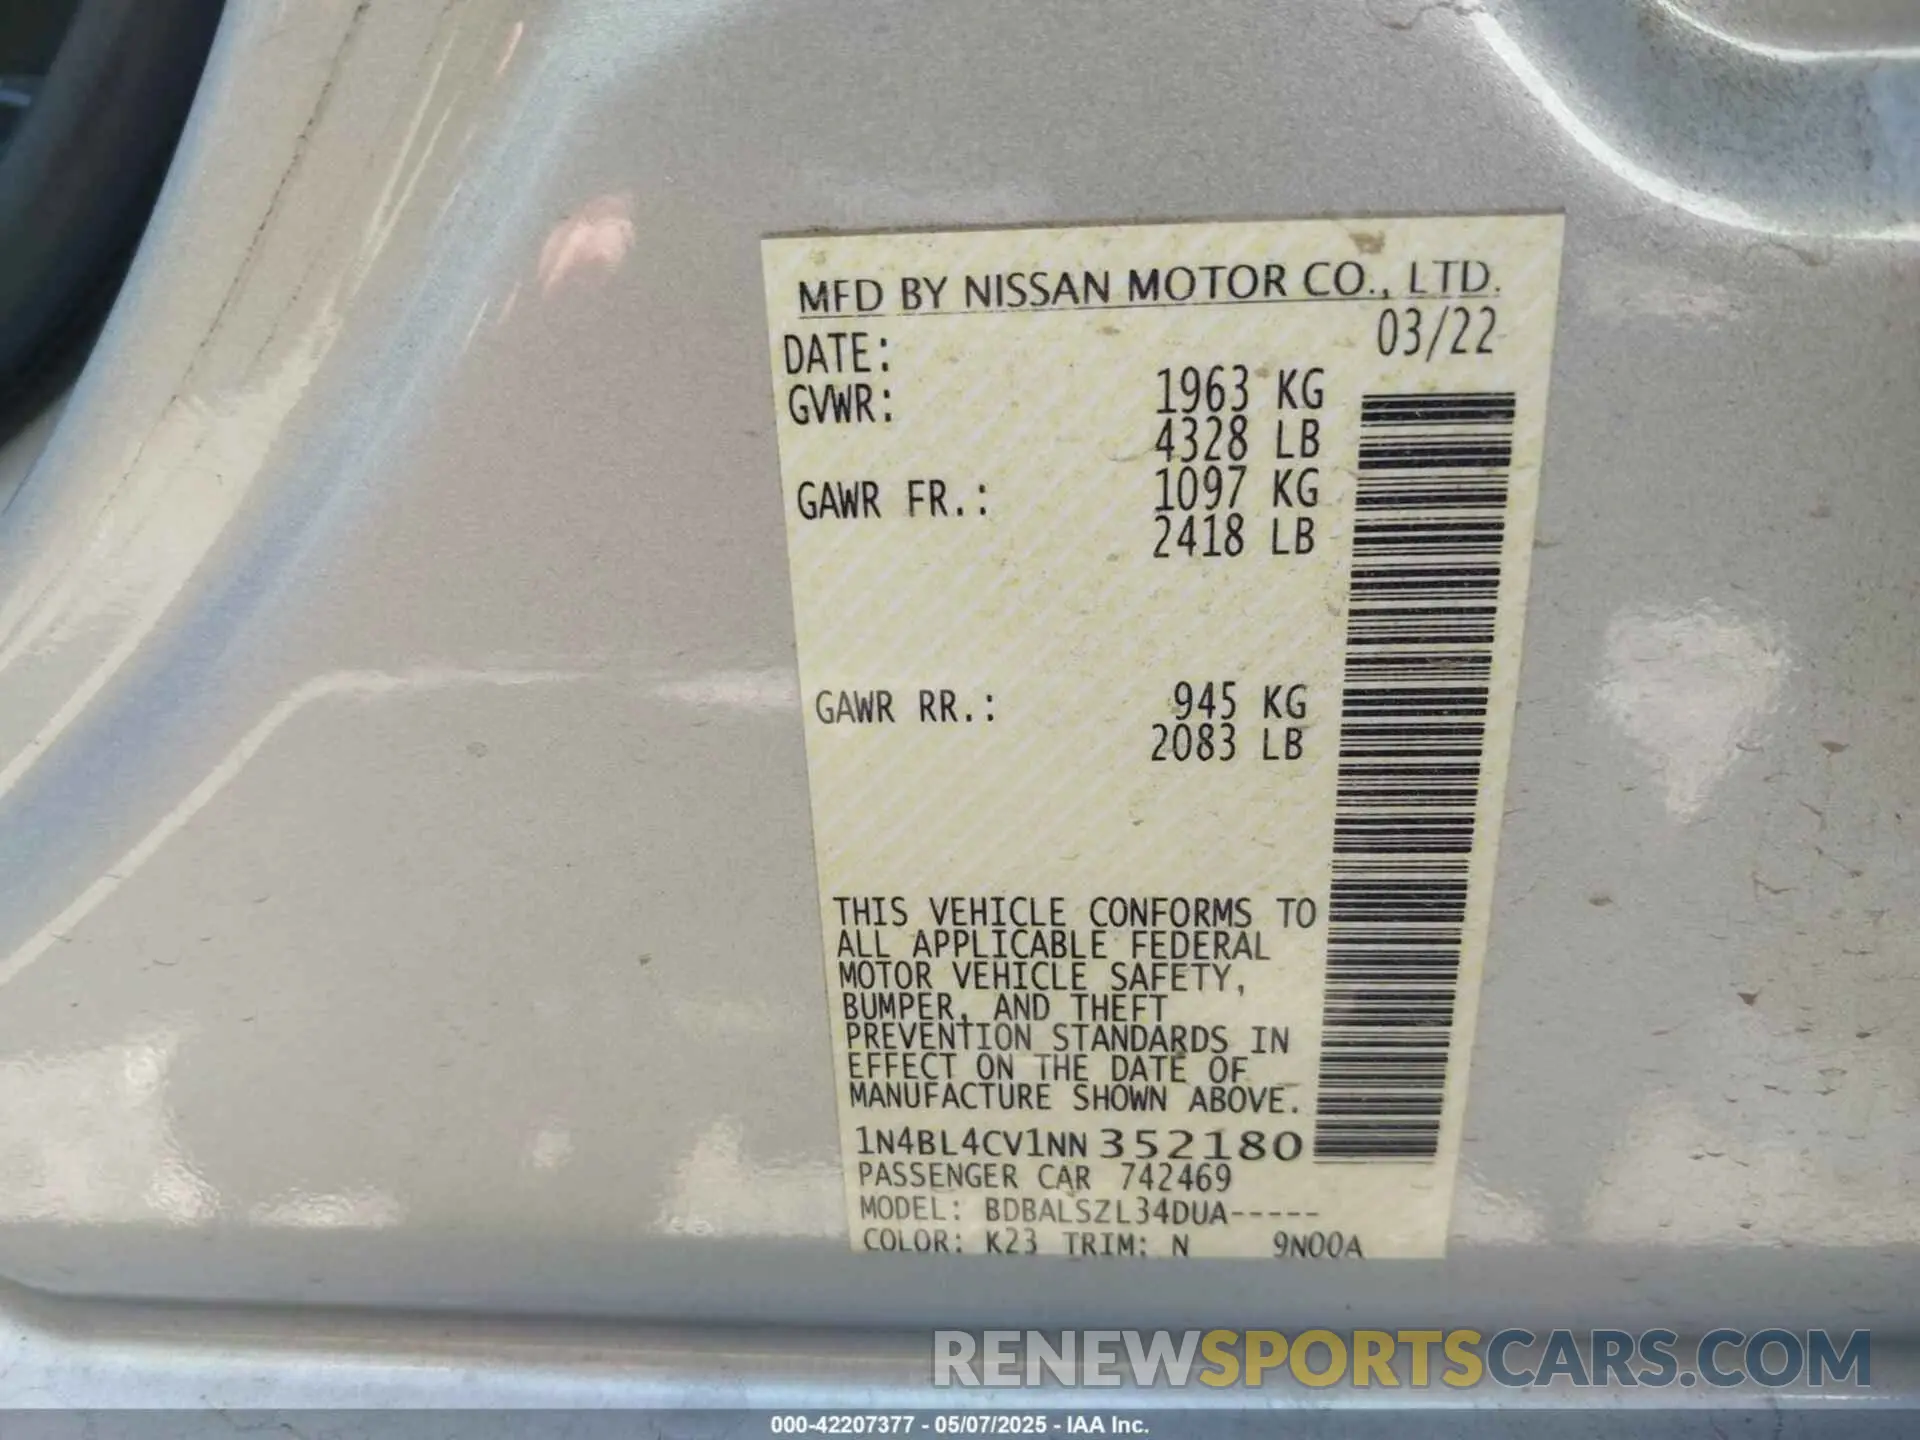 MFD BY NISSAN MOTOR CO., LTD.
DATE: 03/22
GVWR: 1963 KG
4328 LB
GAWR FR.: 1097 KG
2418 LB
GAWR RR.: 945 KG
2083 LB
THIS VEHICLE CONFORMS TO
ALL APPLICABLE FEDERAL
MOTOR VEHICLE SAFETY,
BUMPER, AND THEFT
PREVENTION STANDARDS IN
EFFECT ON THE DATE OF
MANUFACTURE SHOWN ABOVE.
1N4BL4CV1NN352180
PASSENGER CAR 742469
MODEL: BDBALSZL34DUA-----
COLOR: K23 TRIM: N 9N00A
RENEWSPORTSCARS.COM
000-42207377 - 05/07/2025 - IAA Inc.